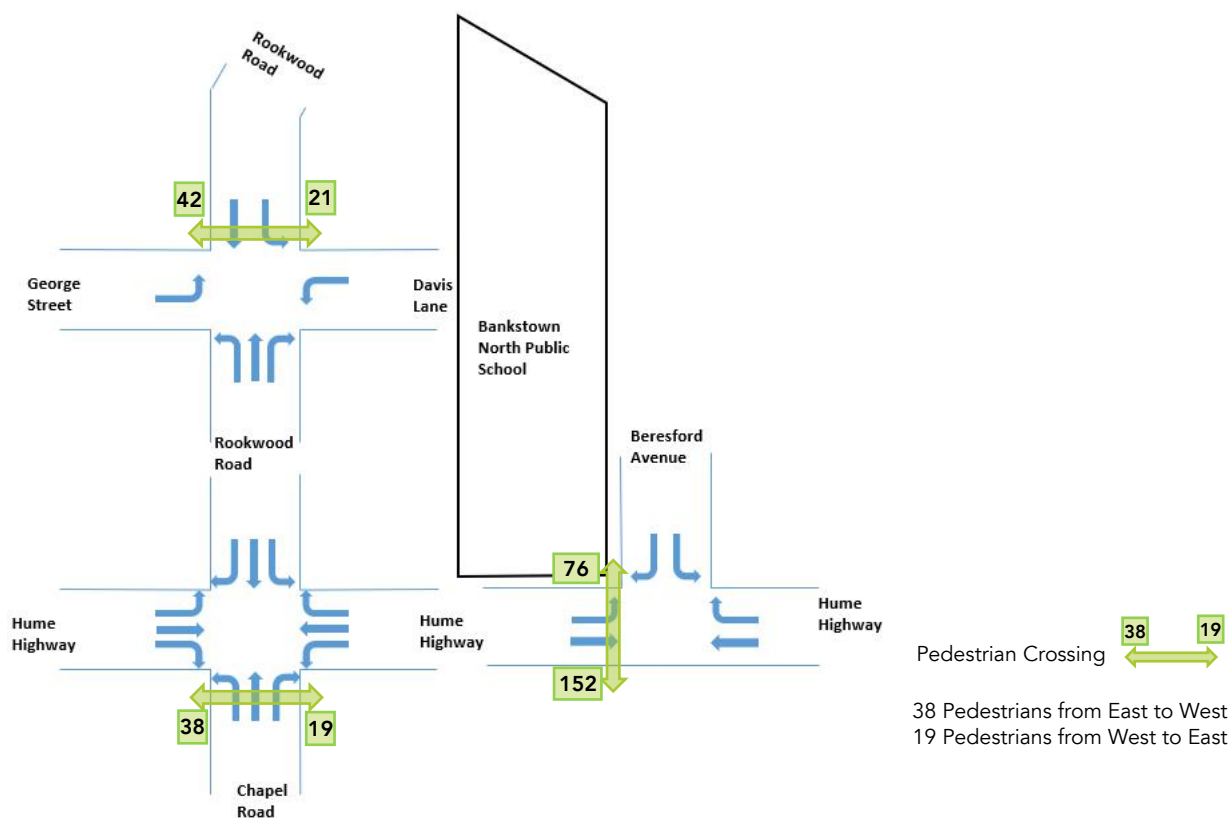 Rookwood
Road
42
21
George
Street
Davis
Lane
Bankstown
North Public
School
Rookwood
Road
Beresford
Avenue
76
Hume
Highway
Hume
Highway
Hume
Highway
152
38
19
Chapel
Road
38
19
Pedestrian Crossing
38 Pedestrians from East to West
19 Pedestrians from West to East